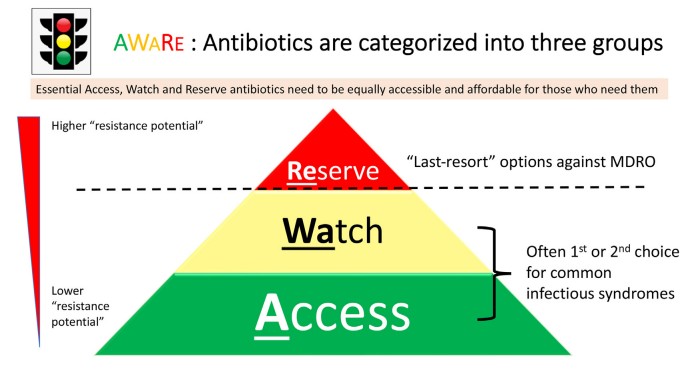 AWaRe : Antibiotics are categorized into three groups
Essential Access, Watch and Reserve antibiotics need to be equally accessible and affordable for those who need them
Higher “resistance potential”
Reserve
“Last-resort” options against MDRO
Watch
Often 1st or 2nd choice
for common
infectious syndromes
Lower
“resistance
potential”
Access